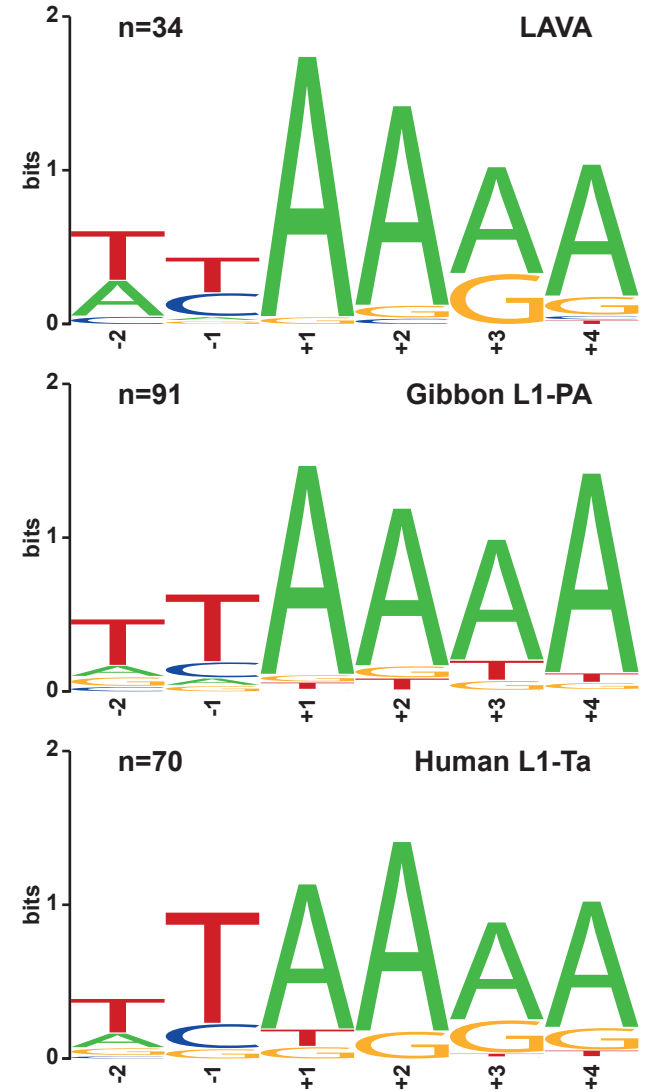 2
n=34 LAVA
1
bits
0
-2 -1 +1 +2 +3 +4
T T A A A A
A C G G G G
C A C C
G T
2
n=91 Gibbon L1-PA
1
bits
0
-2 -1 +1 +2 +3 +4
T T A A A A
A C G G T T
G A T T G G
C G
2
n=70 Human L1-Ta
1
bits
0
-2 -1 +1 +2 +3 +4
T T A A A A
A C T G G G
G G G T T
C